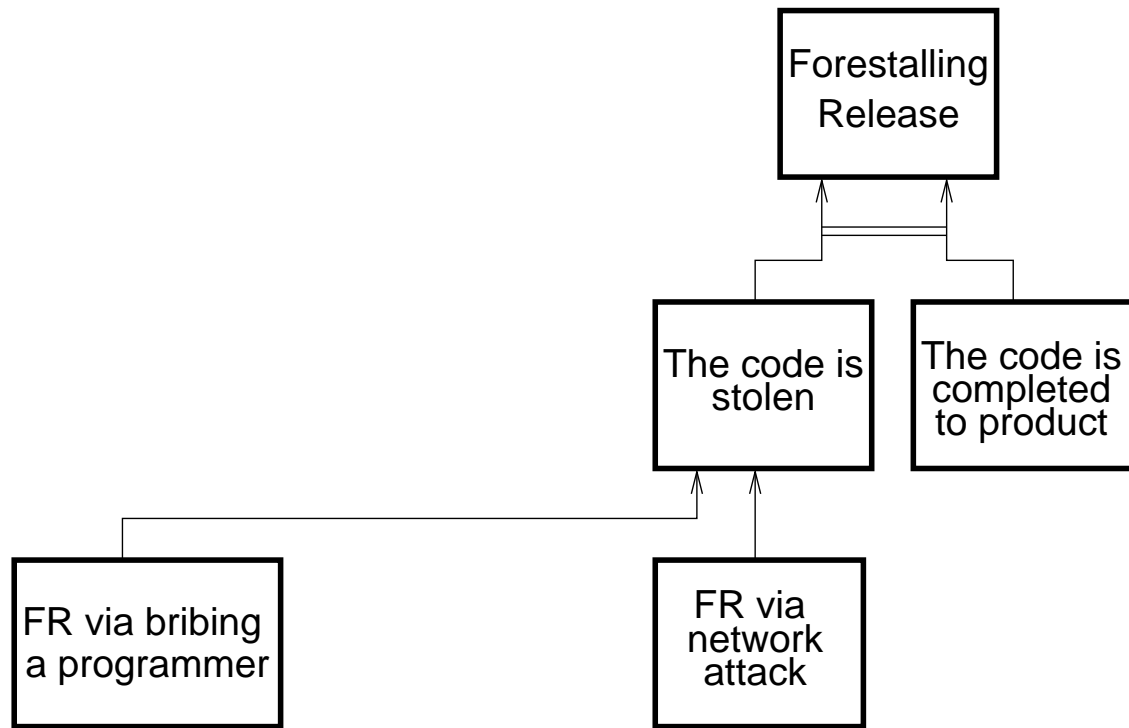 Forestalling
Release
The code is
stolen
The code is
completed
to product
FR via bribing
a programmer
FR via
network
attack